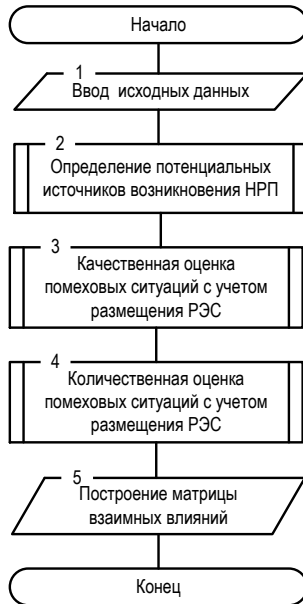 Начало
1
Ввод исходных данных
2
Определение потенциальных
источников возникновения НРП
3
Качественная оценка
помеховых ситуаций с учетом
размещения РЭС
4
Количественная оценка
помеховых ситуаций с учетом
размещения РЭС
5
Построение матрицы
взаимных влияний
Конец